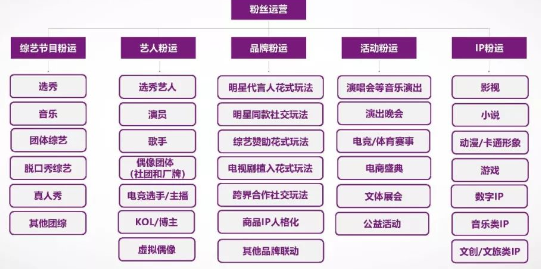 粉丝运营
综艺节目粉运
选秀
音乐
团体综艺
脱口秀综艺
真人秀
其他团综
艺人粉运
选秀艺人
演员
歌手
偶像团体
(社团和厂牌)
电竞选手/主播
KOL/博主
虚拟偶像
品牌粉运
明星代言人花式玩法
明星同款社交玩法
综艺赞助花式玩法
电视剧植入花式玩法
跨界合作社交玩法
商品IP人格化
其他品牌联动
活动粉运
演唱会等音乐演出
演出晚会
电竞/体育赛事
电商盛典
文体展会
公益活动
IP粉运
影视
小说
动漫/卡通形象
游戏
数字IP
音乐类IP
文创/文旅类IP